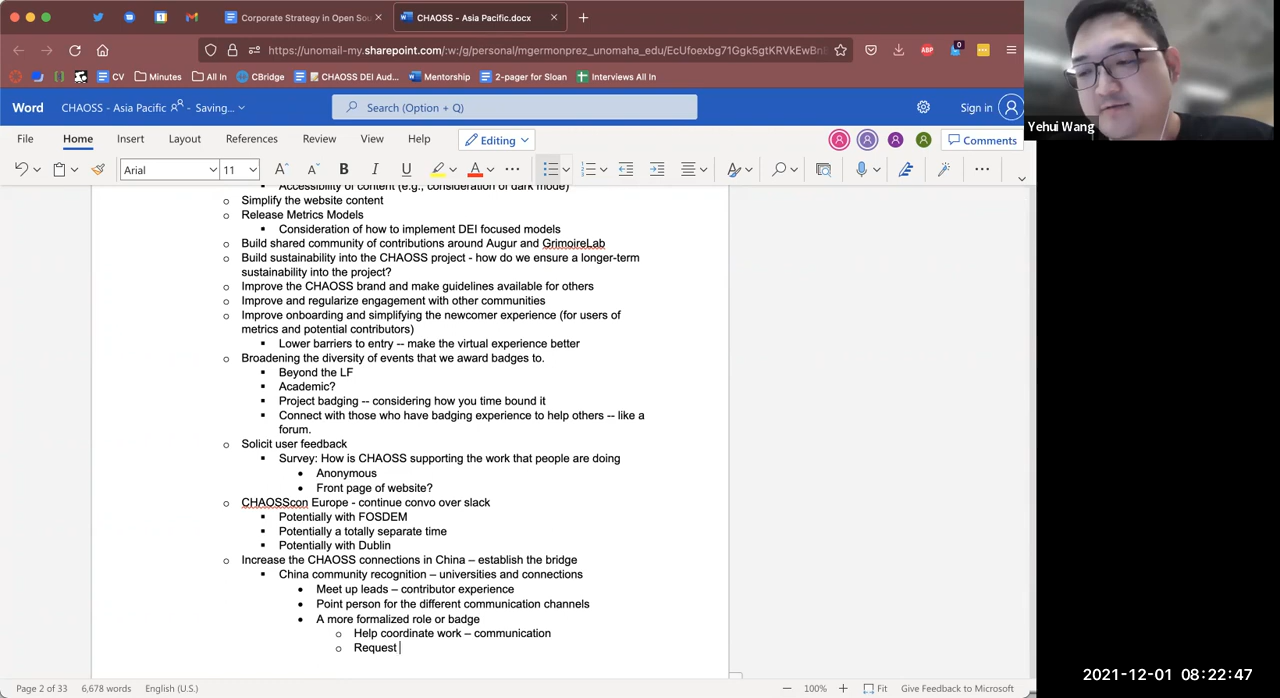 Corporate Strategy in Open Sou
CHAOSS - Asia Pacific.docx
https://unomail-my.sharepoint.com/:w:/g/personal/mgermonprez_unomaha_edu/EcUfoexbg71Ggk5gtKRVkEwBn
ABP
0
CV
Minutes
All In
CBridge
CHAOSS DEI Aud...
Mentorship
2-pager for Sloan
Interviews All In
Word
CHAOSS - Asia Pacific
- Saving...
Search (Option + Q)
Sign in
Yehui Wang
File
Home
Insert
Layout
References
Review
View
Help
Editing
Comments
Arial
11
Accessibility of content (e.g., consideration of dark mode)
Simplify the website content
Release Metrics Models
Consideration of how to implement DEI focused models
Build shared community of contributions around Augur and GrimoireLab
Build sustainability into the CHAOSS project - how do we ensure a longer-term
sustainability into the project?
Improve the CHAOSS brand and make guidelines available for others
Improve and regularize engagement with other communities
Improve onboarding and simplifying the newcomer experience (for users of
metrics and potential contributors)
Lower barriers to entry -- make the virtual experience better
Broadening the diversity of events that we award badges to.
Beyond the LF
Academic?
Project badging -- considering how you time bound it
Connect with those who have badging experience to help others -- like a
forum.
Solicit user feedback
Survey: How is CHAOSS supporting the work that people are doing
Anonymous
Front page of website?
CHAOSScon Europe - continue convo over slack
Potentially with FOSDEM
Potentially a totally separate time
Potentially with Dublin
Increase the CHAOSS connections in China – establish the bridge
China community recognition – universities and connections
Meet up leads – contributor experience
Point person for the different communication channels
A more formalized role or badge
Help coordinate work – communication
Request
Page 2 of 33
6,678 words
English (U.S.)
100%
Fit
Give Feedback to Microsoft
2021-12-01 08:22:47